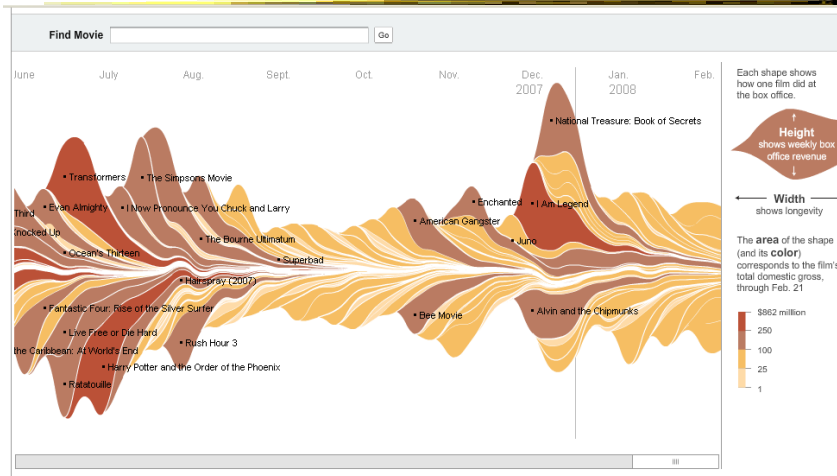 Find Movie
Go
June July Aug. Sept. Oct. Nov. Dec. Jan. Feb.
2007 2008
National Treasure: Book of Secrets
Transformers
The Simpsons Movie
Third
Evan Almighty
I Now Pronounce You Chuck and Larry
Enchanted
I Am Legend
American Gangster
Knocked Up
The Bourne Ultimatum
Juno
Ocean's Thirteen
Superbad
Hairspray (2007)
Fantastic Four: Rise of the Silver Surfer
Alvin and the Chipmunks
Bee Movie
Live Free or Die Hard
Rush Hour 3
the Caribbean: At World's End
Harry Potter and the Order of the Phoenix
Ratatouille
Each shape shows
how one film did at
the box office.
Height
shows weekly box
office revenue
Width
shows longevity
The area of the shape
(and its color)
corresponds to the film's
total domestic gross,
through Feb. 21
$862 million
250
100
25
1